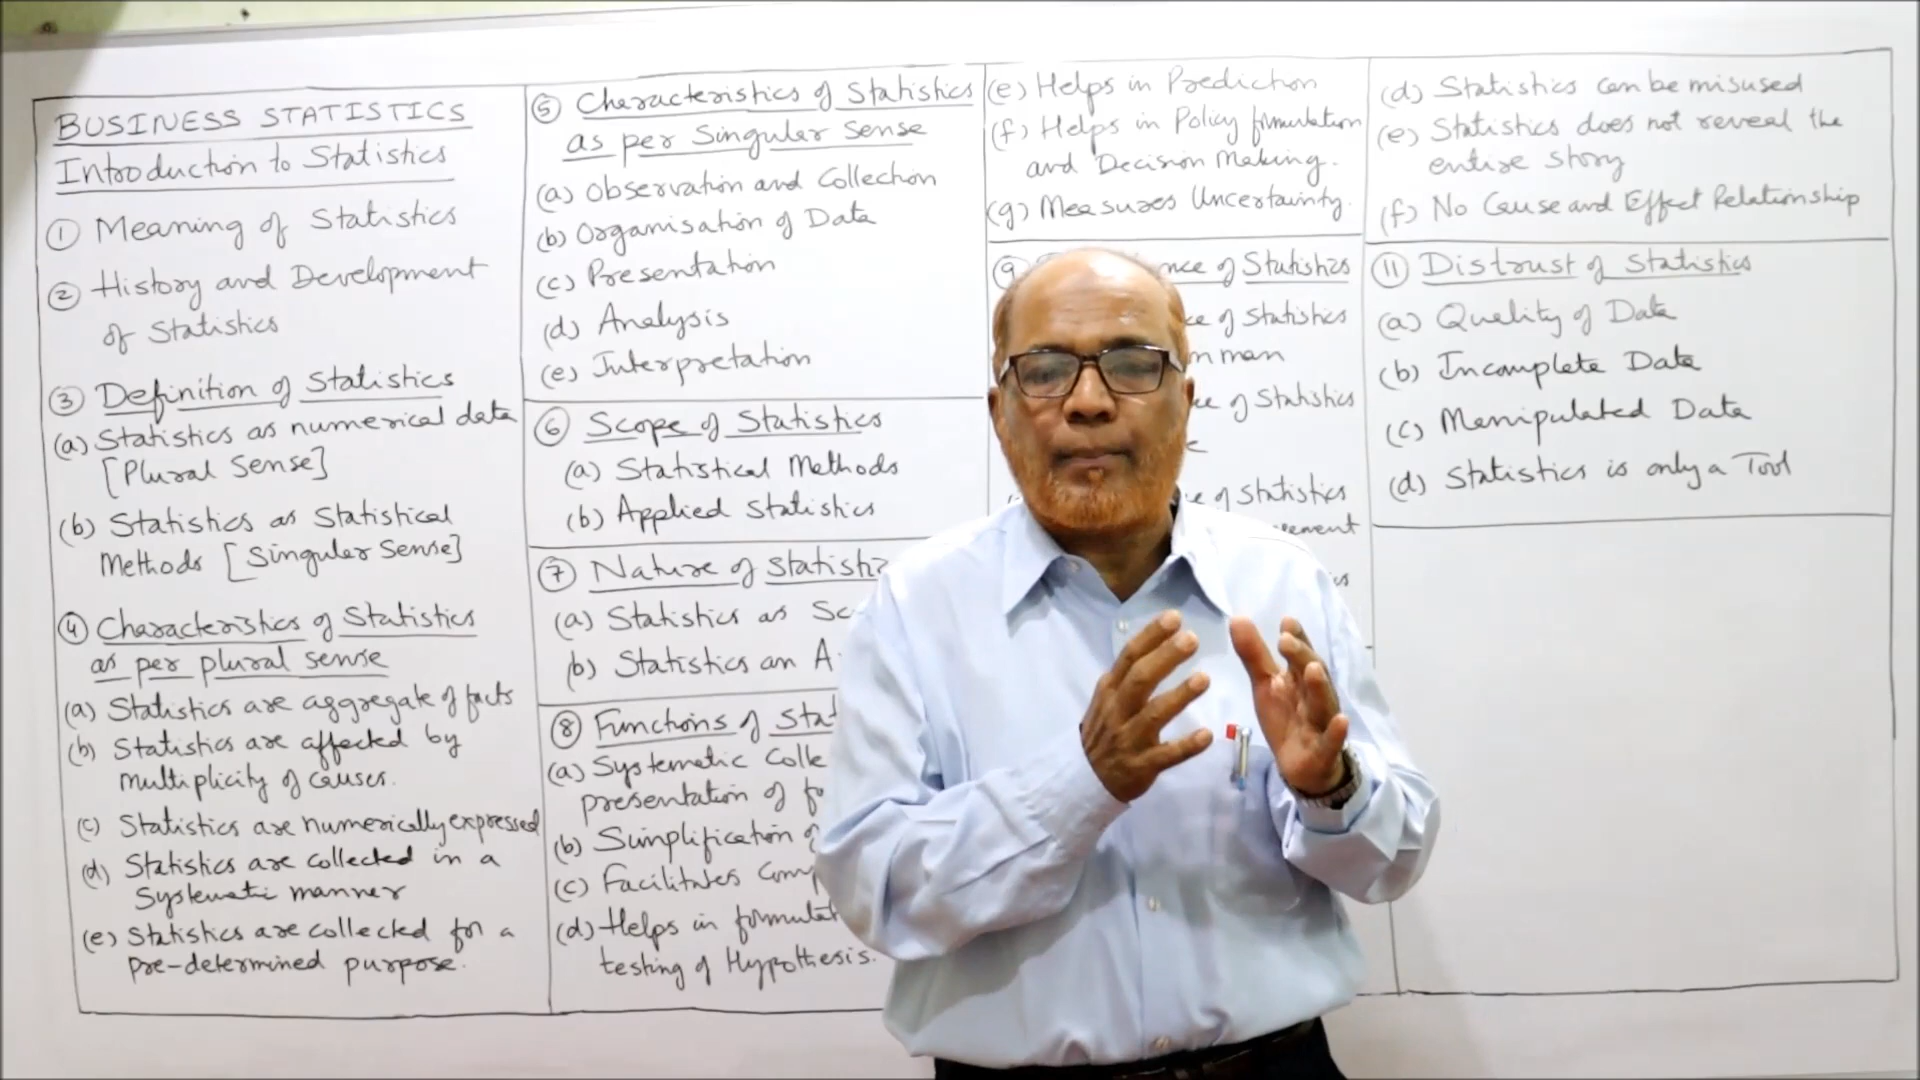 BUSINESS STATISTICS
Introduction to Statistics
① Meaning of Statistics
② History and Development
of Statistics
③ Definition of Statistics
(a) Statistics as numerical data
[Plural Sense]
(b) Statistics as Statistical
Methods [Singular Sense]
④ Characteristics of Statistics
as per plural sense
(a) Statistics are aggregate of facts
(b) Statistics are affected by
multiplicity of causes.
(c) Statistics are numerically expressed
(d) Statistics are collected in a
Systematic manner
(e) Statistics are collected for a
pre-determined purpose.
⑤ Characteristics of Statistics
as per Singular Sense
(a) Observation and Collection
(b) Organisation of Data
(c) Presentation
(d) Analysis
(e) Interpretation
⑥ Scope of Statistics
(a) Statistical Methods
(b) Applied Statistics
⑦ Nature of Statistic
(a) Statistics as Sc
(b) Statistics an A
⑧ Functions of Stat
(a) Systematic Colle
presentation of f
(b) Simplification o
(c) Facilitates Comp
(d) Helps in formulat
testing of Hypothesis.
(e) Helps in Prediction
(f) Helps in Policy formulation
and Decision Making.
(g) Measures Uncertainty.
⑨ nce of Statistics
ce of Statistics
n man
ce of Statistics
c
ce of Statistics
gement
cs
(d) Statistics can be misused
(e) Statistics does not reveal the
entire Story
(f) No Cause and Effect Relationship
⑪ Distrust of Statistics
(a) Quality of Data
(b) Incomplete Data
(c) Manipulated Data
(d) Statistics is only a Tool